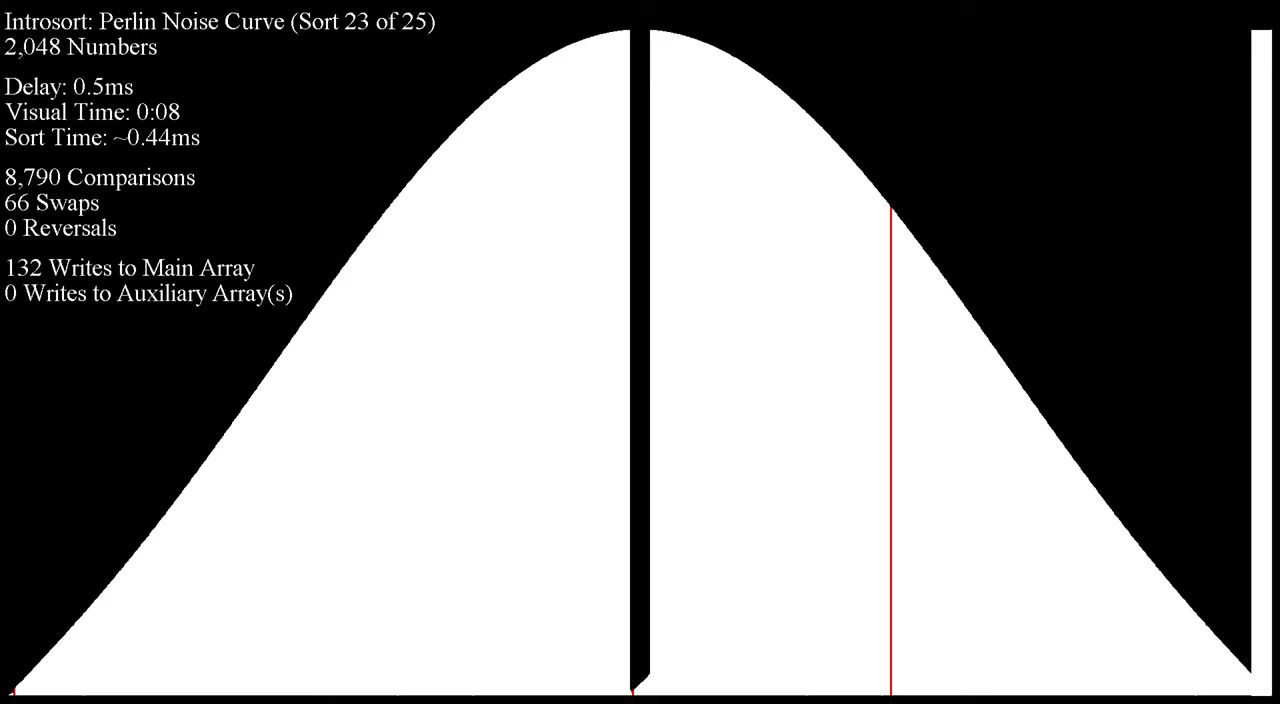 Introsort: Perlin Noise Curve (Sort 23 of 25)
2,048 Numbers
Delay: 0.5ms
Visual Time: 0:08
Sort Time: ~0.44ms
8,790 Comparisons
66 Swaps
0 Reversals
132 Writes to Main Array
0 Writes to Auxiliary Array(s)